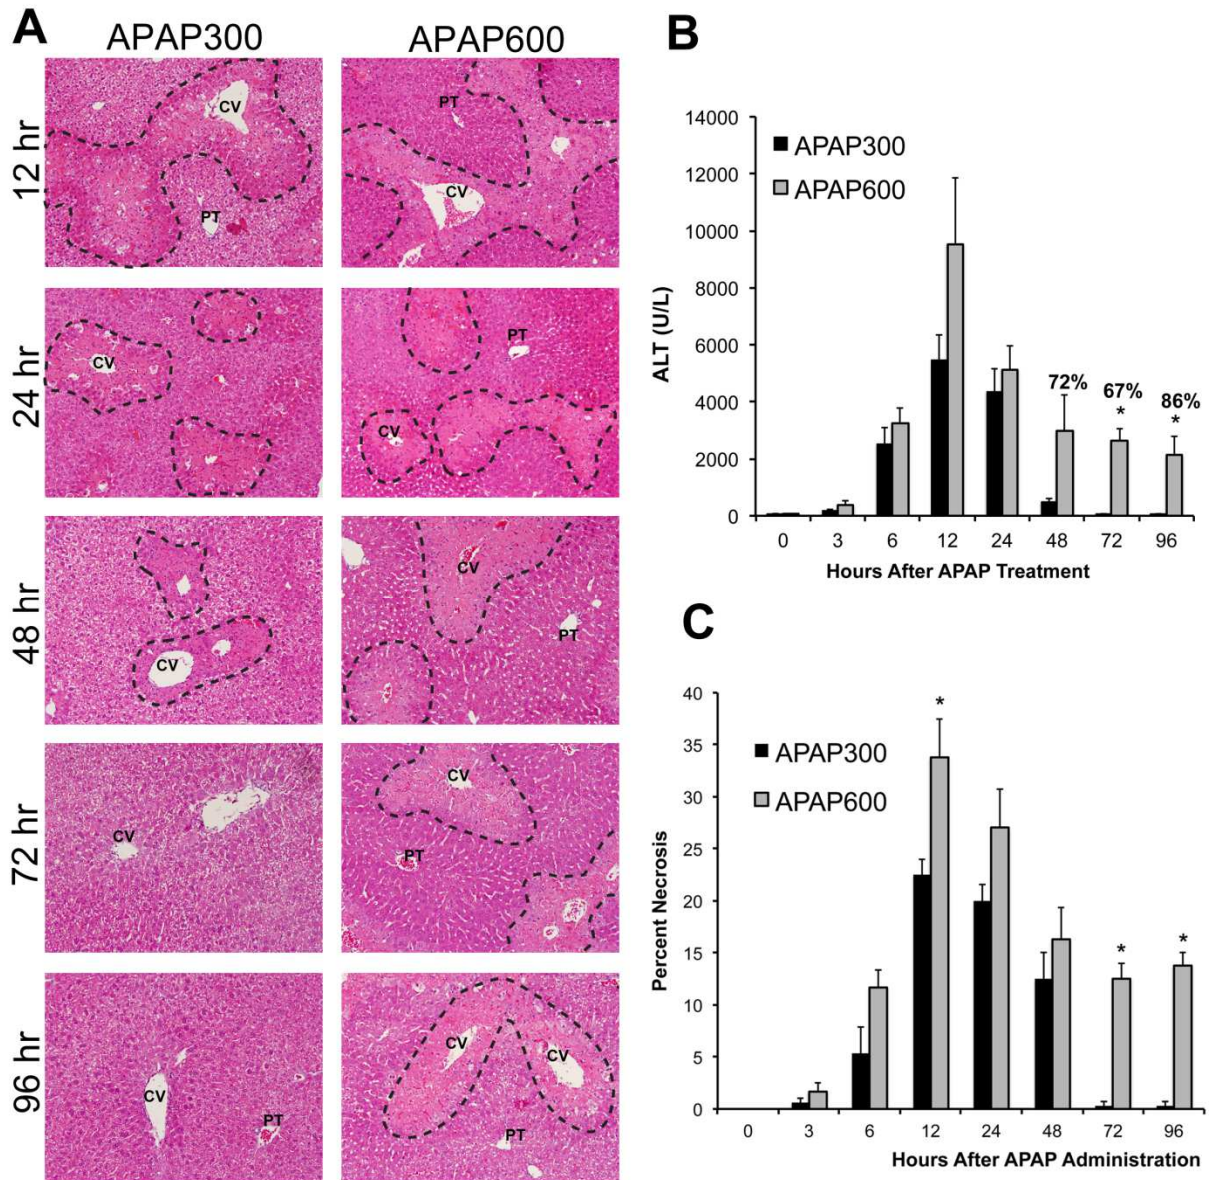 A
APAP300 APAP600
12 hr
CV
PT
PT
CV
24 hr
CV
PT
CV
48 hr
CV
CV
PT
72 hr
CV
CV
PT
96 hr
CV
PT
CV
CV
PT
B
14000
12000
10000
8000
6000
4000
2000
0
ALT (U/L)
APAP300
APAP600
72% 67% 86%
* *
0 3 6 12 24 48 72 96
Hours After APAP Treatment
C
40
35
30
25
20
15
10
5
0
Percent Necrosis
APAP300
APAP600
*
* *
0 3 6 12 24 48 72 96
Hours After APAP Administration